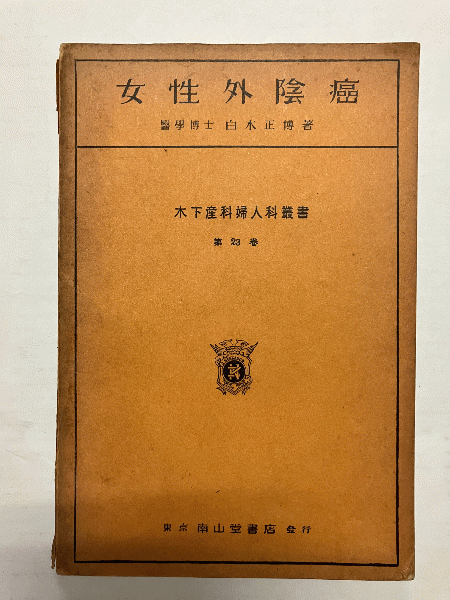 女性外陰癌
醫學博士 白木正博著
木下産科婦人科叢書
第23卷
東京 南山堂書店 發行